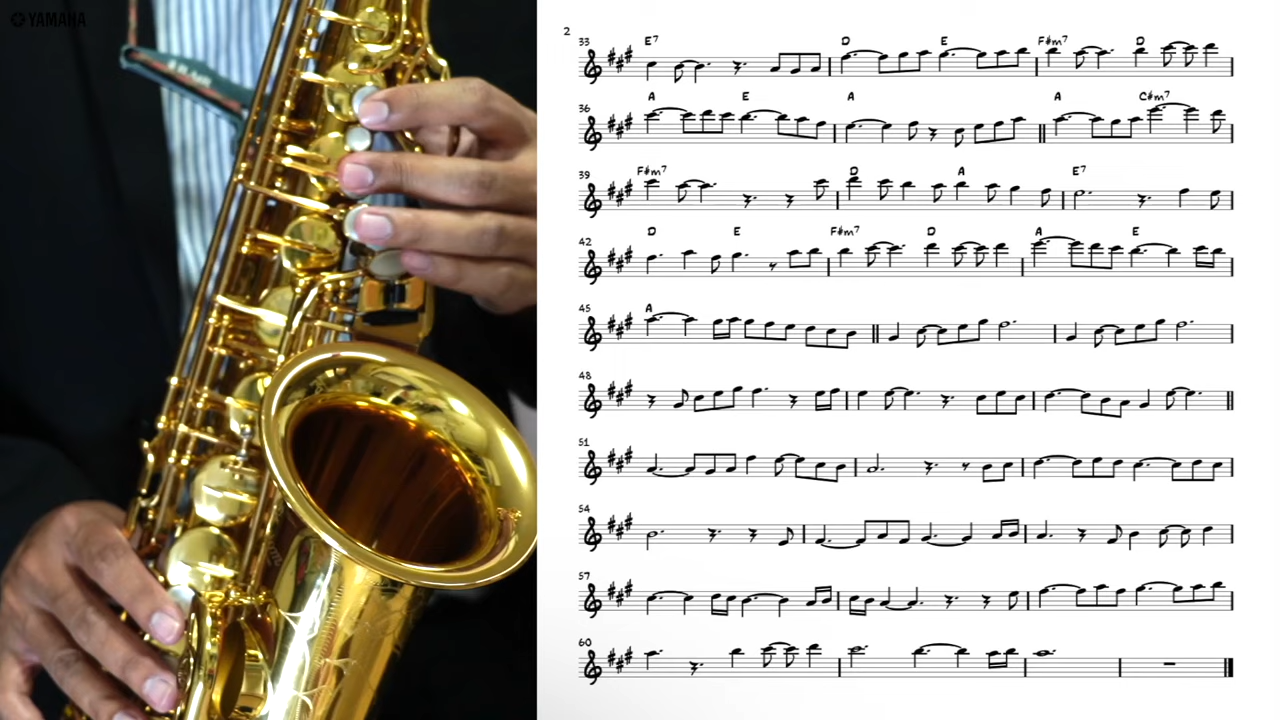 YAMAHA
2
33 E7 D E F#m7 D
36 A E A A C#m7
39 F#m7 D A E7
42 D E F#m7 D A E
45 A
48
51
54
57
60